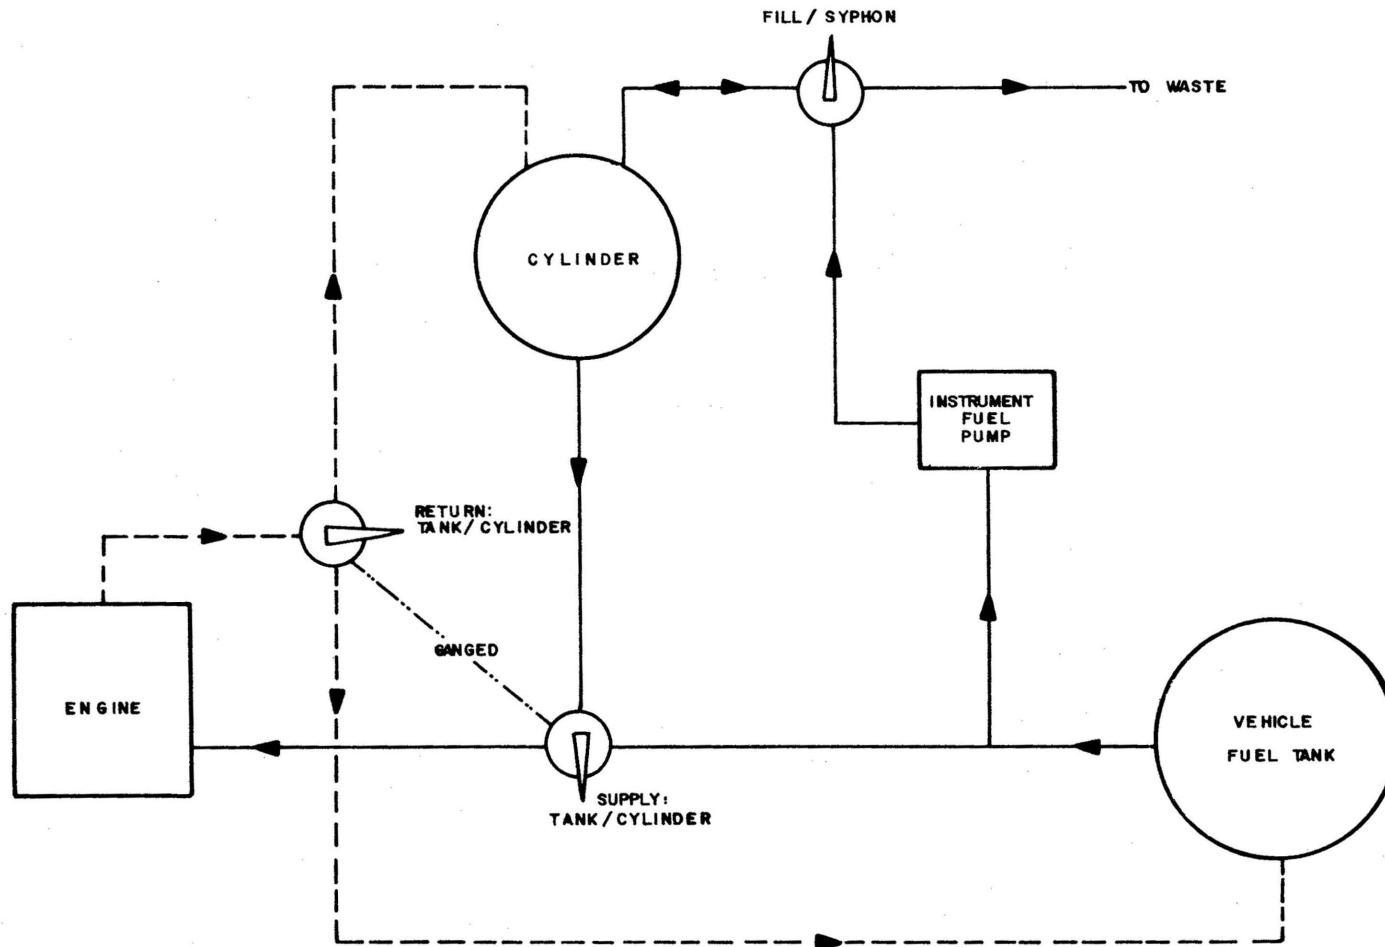 FILL / SYPHON
TO WASTE
CYLINDER
INSTRUMENT
FUEL
PUMP
RETURN:
TANK/CYLINDER
GANGED
ENGINE
VEHICLE
FUEL TANK
SUPPLY:
TANK/CYLINDER